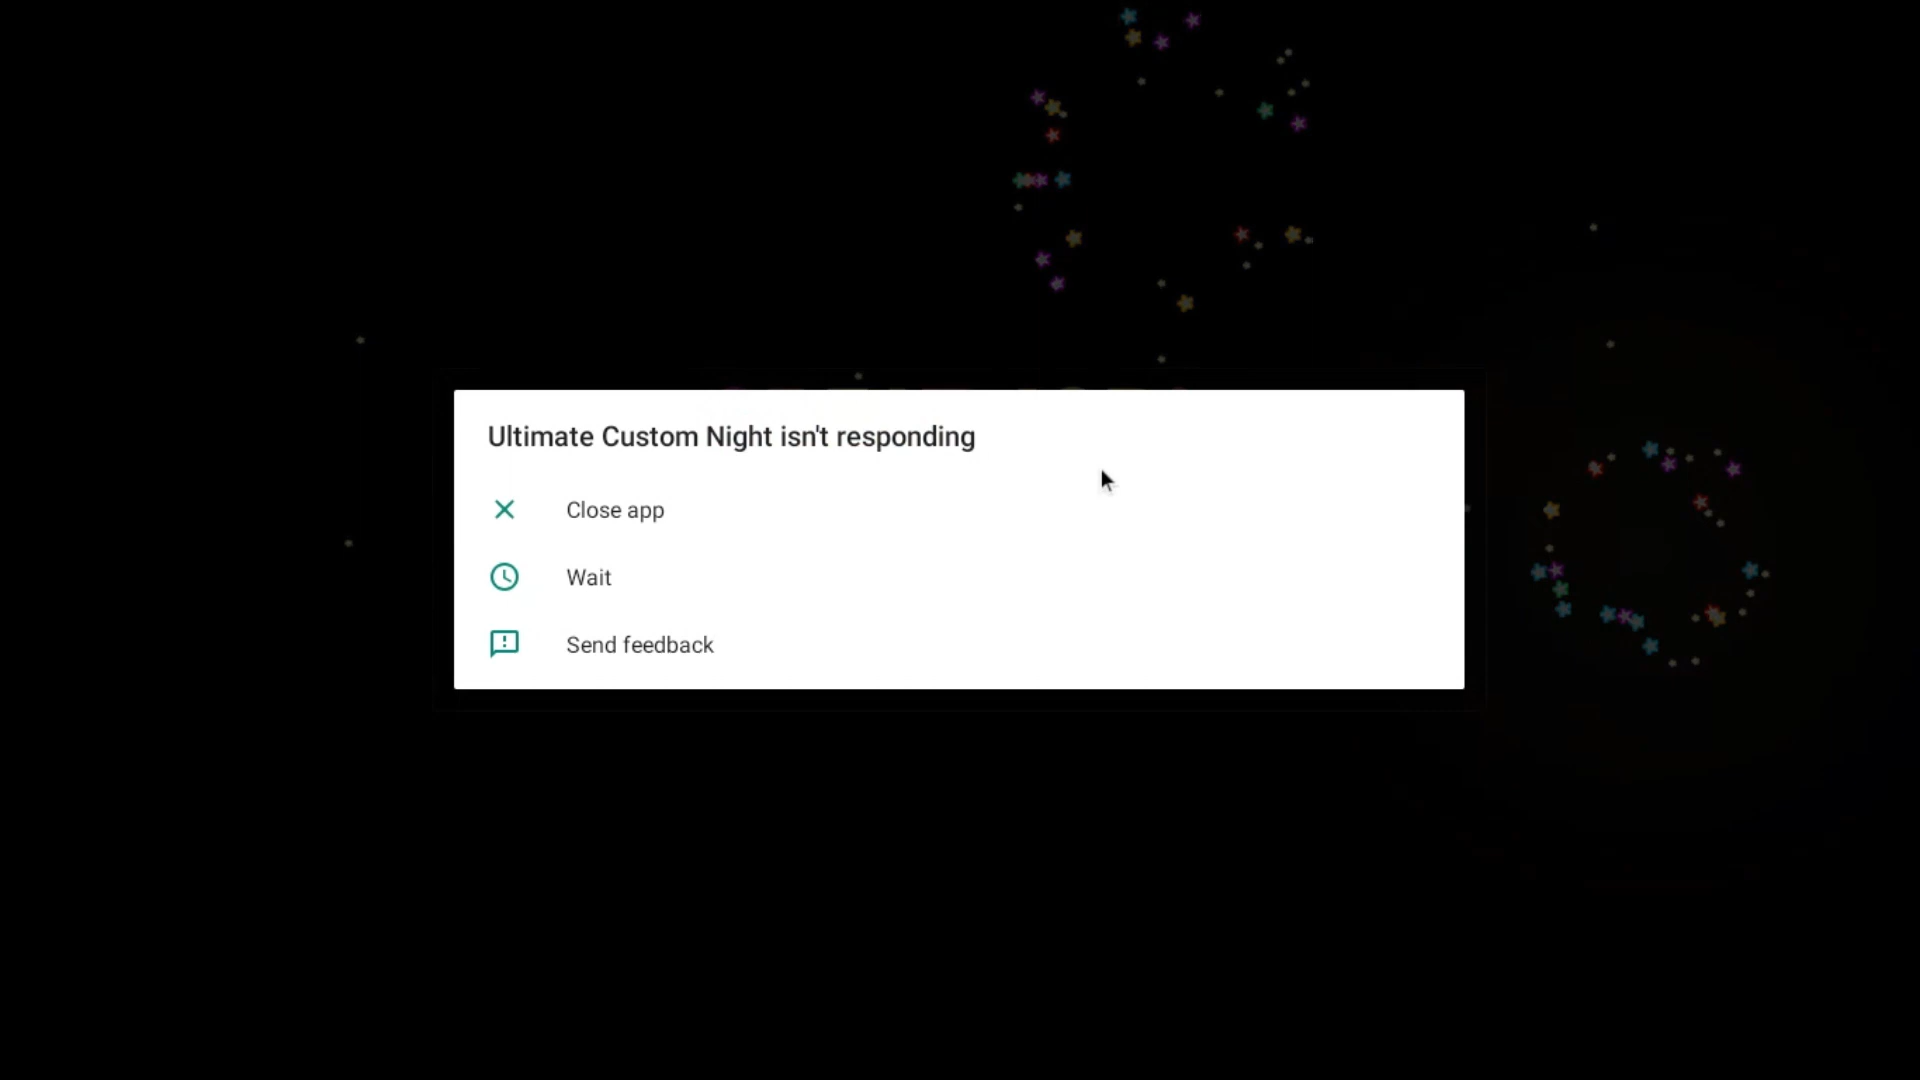 Ultimate Custom Night isn't responding
Close app
Wait
Send feedback